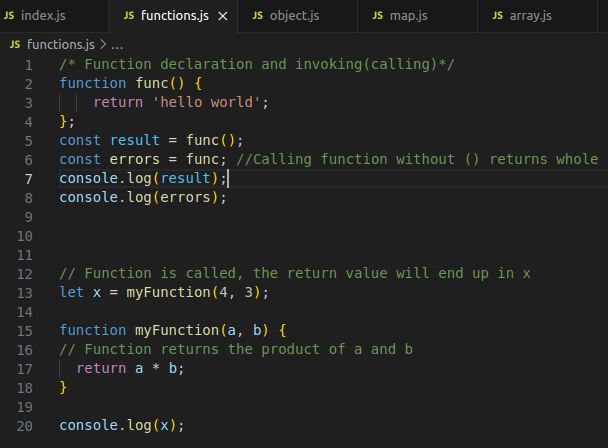 JS index.js JS functions.js × JS object.js JS map.js JS array.js
JS functions.js > ...
1 /* Function declaration and invoking(calling)*/
2 function func() {
3 return 'hello world';
4 };
5 const result = func();
6 const errors = func; //Calling function without () returns whole
7 console.log(result);
8 console.log(errors);
9
10
11
12 // Function is called, the return value will end up in x
13 let x = myFunction(4, 3);
14
15 function myFunction(a, b) {
16 // Function returns the product of a and b
17 return a * b;
18 }
19
20 console.log(x);